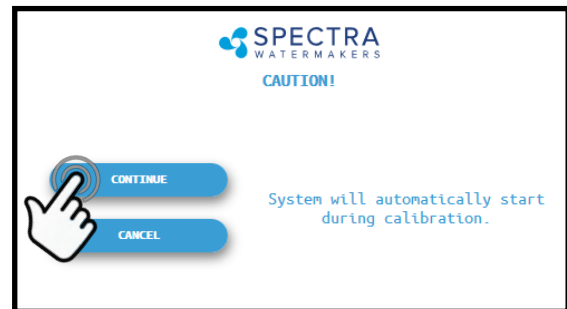 SPECTRA
WATERMAKERS
CAUTION!
CONTINUE
CANCEL
System will automatically start
during calibration.